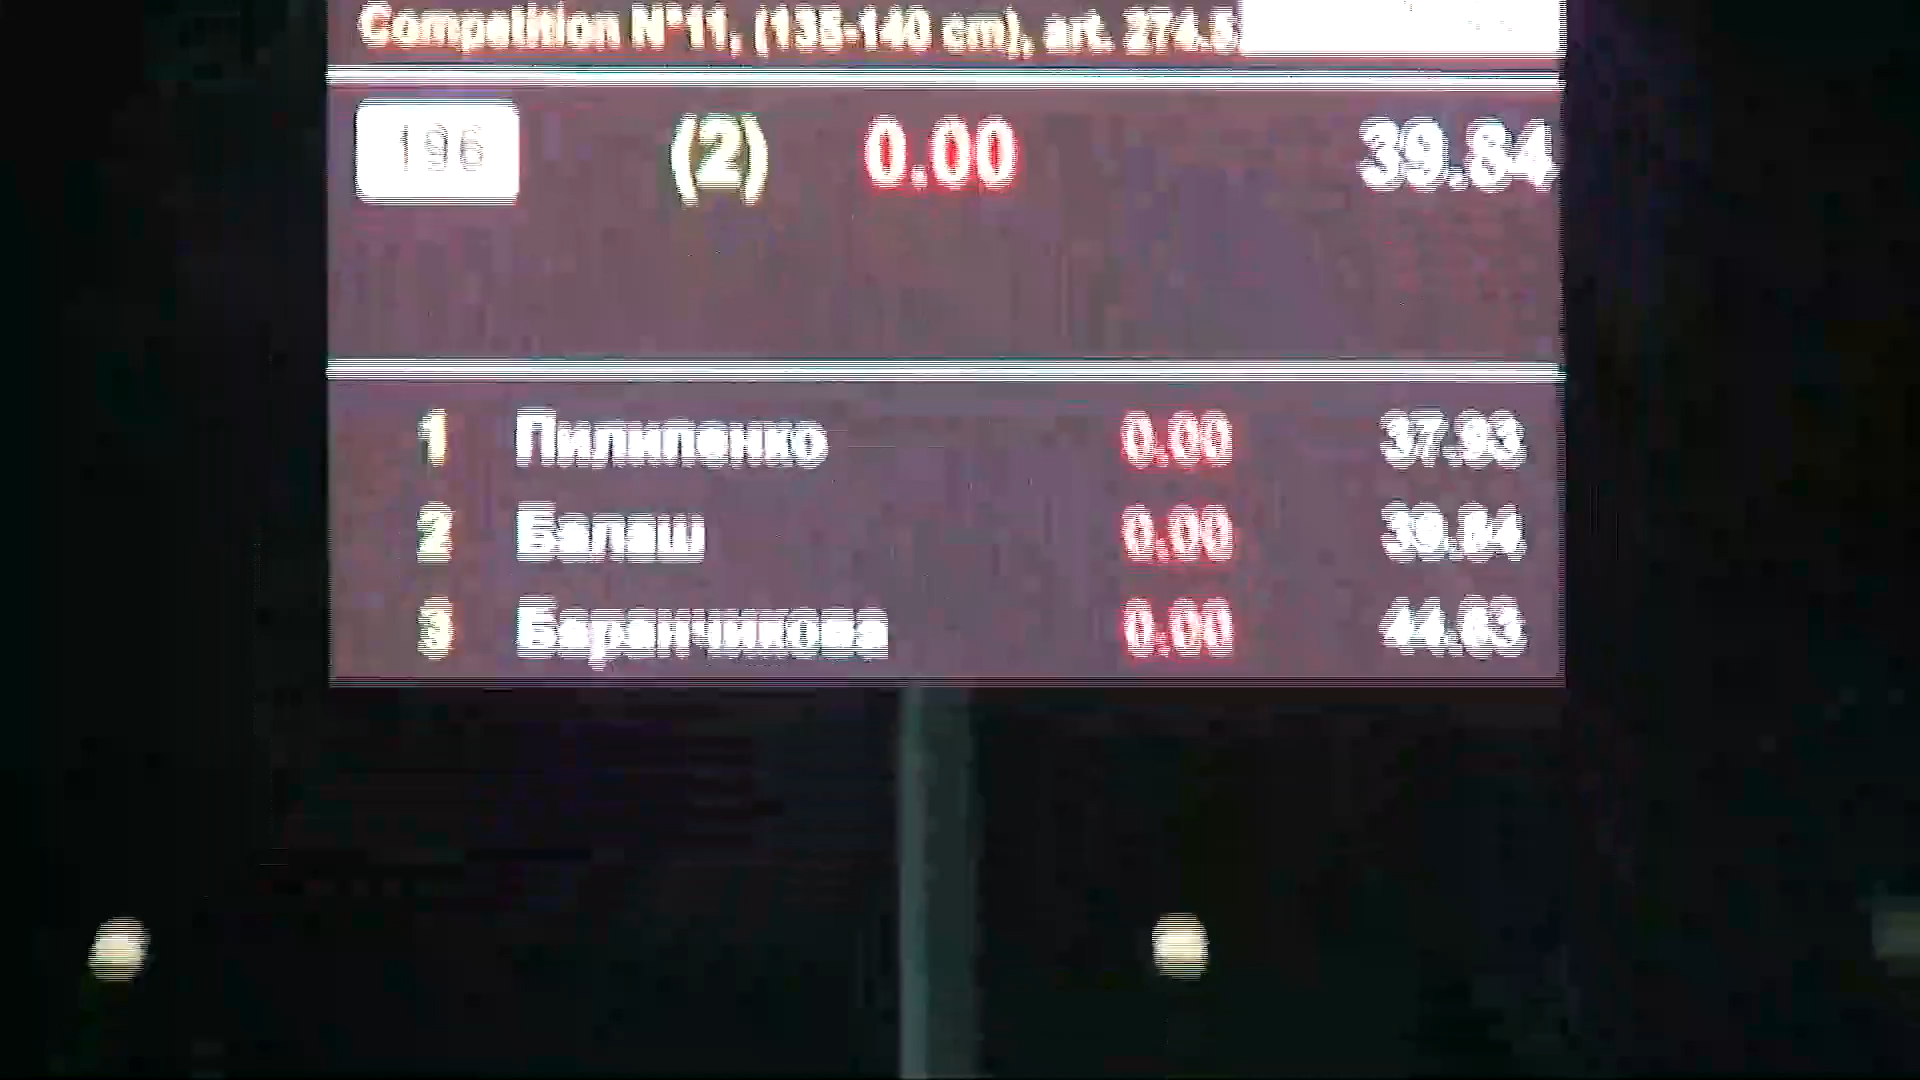 Competition N°11, (135-140 cm), art. 274.5
196 (2) 0.00 39.84
1 Пилипенко 0.00 37.93
2 Балаш 0.00 39.84
3 Баранчикова 0.00 44.63